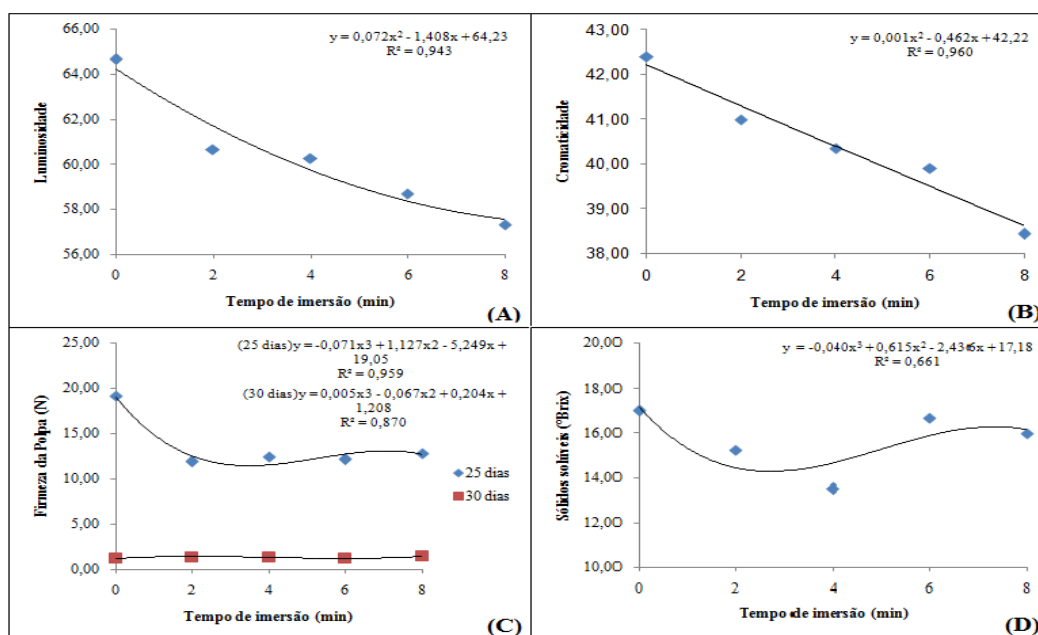 66,00
64,00
62,00
60,00
58,00
56,00
Luminosidade
y = 0,072x² - 1,408x + 64,23
R² = 0,943
0 2 4 6 8
Tempo de imersão (min)
(A)
43,00
42,00
41,00
40,00
39,00
38,00
Cromaticidade
y = 0,001x² - 0,462x + 42,22
R² = 0,960
0 2 4 6 8
Tempo de imersão (min)
(B)
25,00
20,00
15,00
10,00
5,00
0,00
Firmeza da Polpa (N)
(25 dias)y = -0,071x3 + 1,127x2 - 5,249x +
19,05
R² = 0,959
(30 dias)y = 0,005x3 - 0,067x2 + 0,204x +
1,208
R² = 0,870
25 dias
30 dias
0 2 4 6 8
Tempo de imersão (min)
(C)
20,00
18,00
16,00
14,00
12,00
10,00
Sólidos solúveis (ºBrix)
y = -0,040x³ + 0,615x² - 2,436x + 17,18
R² = 0,661
0 2 4 6 8
Tempo de imersão (min)
(D)